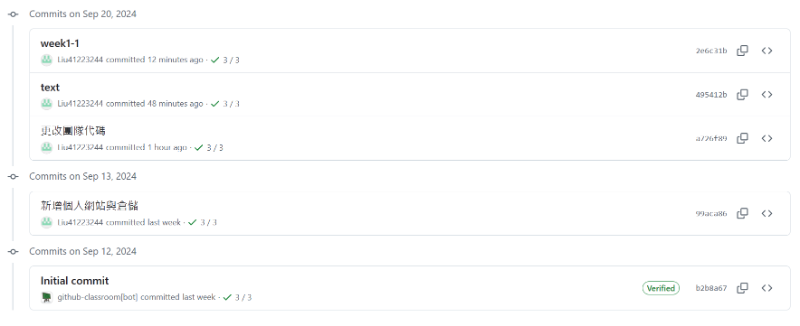 Commits on Sep 20, 2024
week1-1
Liu41223244 committed 12 minutes ago · 3 / 3
2e6c31b
text
Liu41223244 committed 48 minutes ago · 3 / 3
495412b
更改團隊代碼
Liu41223244 committed 1 hour ago · 3 / 3
a726f89
Commits on Sep 13, 2024
新增個人網站與倉儲
Liu41223244 committed last week · 3 / 3
99aca86
Commits on Sep 12, 2024
Initial commit
github-classroom[bot] committed last week · 3 / 3
Verified
b2b8a67